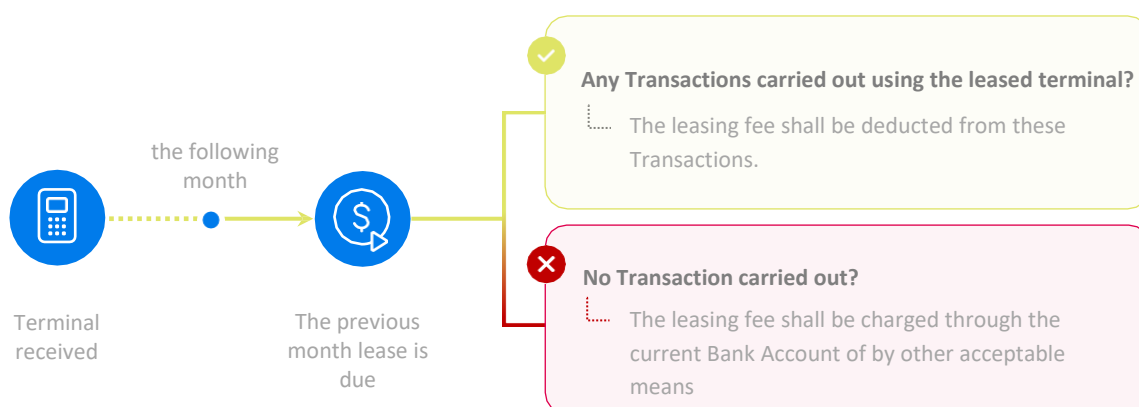 Any Transactions carried out using the leased terminal?
The leasing fee shall be deducted from these
Transactions.
the following
month
$
No Transaction carried out?
Terminal
received
The previous
month lease is
due
The leasing fee shall be charged through the
current Bank Account of by other acceptable
means